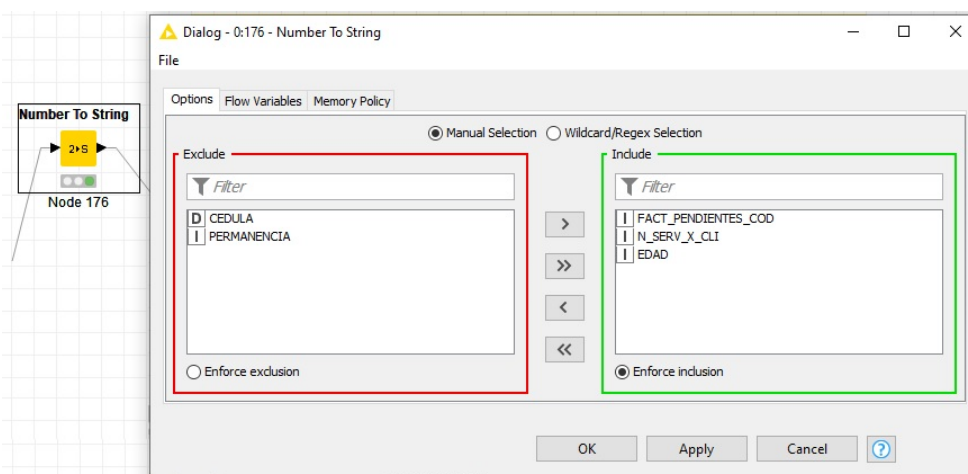 Dialog - 0:176 - Number To String
File
Options Flow Variables Memory Policy
Manual Selection Wildcard/Regex Selection
Exclude
Filter
D CEDULA
I PERMANENCIA
Enforce exclusion
>
>>
<
<<
Include
Filter
I FACT_PENDIENTES_COD
I N_SERV_X_CLI
I EDAD
Enforce inclusion
OK Apply Cancel ?
Number To String
2▸S
Node 176